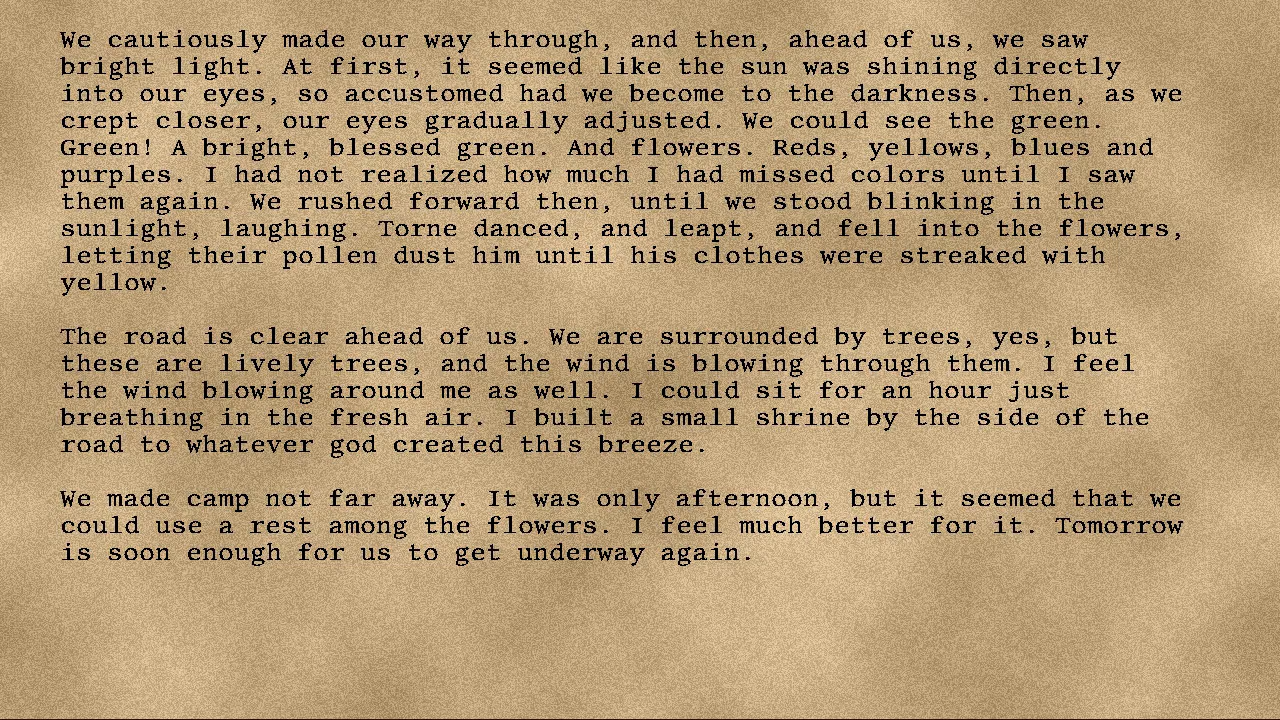 We cautiously made our way through, and then, ahead of us, we saw
bright light. At first, it seemed like the sun was shining directly
into our eyes, so accustomed had we become to the darkness. Then, as we
crept closer, our eyes gradually adjusted. We could see the green.
Green! A bright, blessed green. And flowers. Reds, yellows, blues and
purples. I had not realized how much I had missed colors until I saw
them again. We rushed forward then, until we stood blinking in the
sunlight, laughing. Torne danced, and leapt, and fell into the flowers,
letting their pollen dust him until his clothes were streaked with
yellow.

The road is clear ahead of us. We are surrounded by trees, yes, but
these are lively trees, and the wind is blowing through them. I feel
the wind blowing around me as well. I could sit for an hour just
breathing in the fresh air. I built a small shrine by the side of the
road to whatever god created this breeze.

We made camp not far away. It was only afternoon, but it seemed that we
could use a rest among the flowers. I feel much better for it. Tomorrow
is soon enough for us to get underway again.